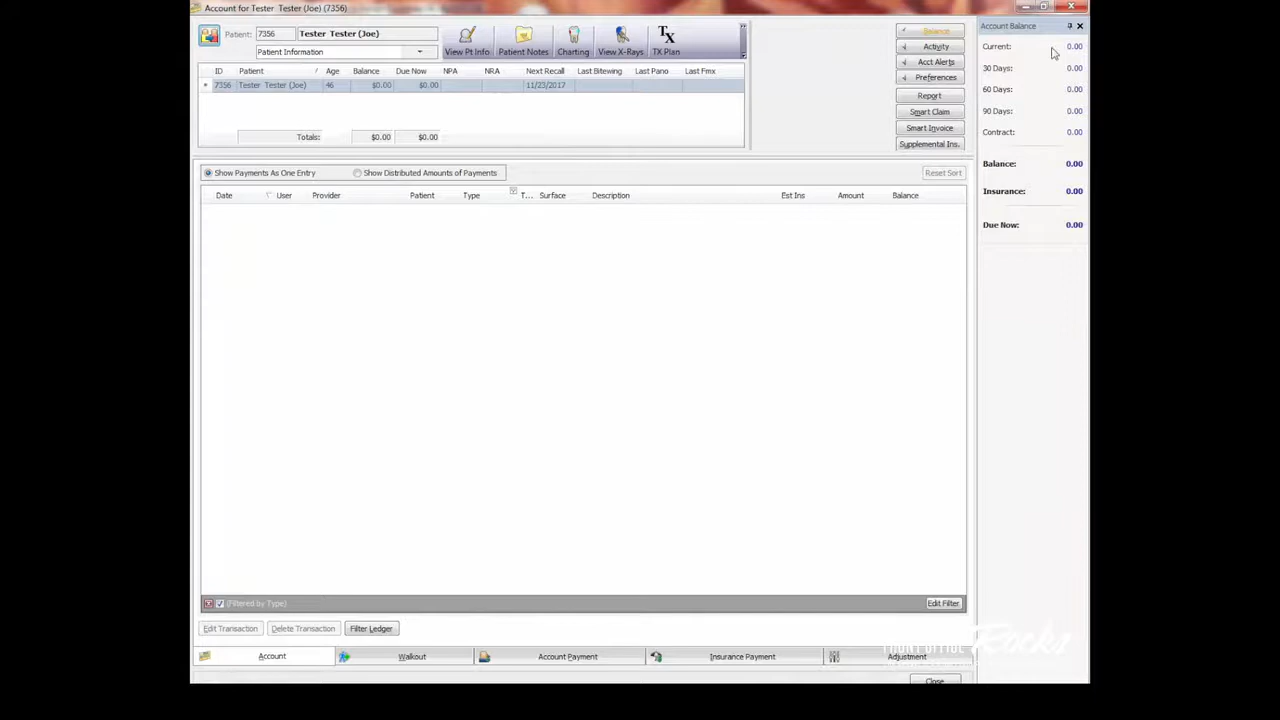 Account for Tester Tester (Joe) (7356)
Patient: 7356 Tester Tester (Joe)
Patient Information
View Pt Info Patient Notes Charting View X-Rays TX Plan
ID Patient Age Balance Due Now NPA NRA Next Recall Last Bitewing Last Pano Last Fmx
7356 Tester Tester (Joe) 46 $0.00 $0.00 11/23/2017
Totals: $0.00 $0.00
Balance
Activity
Acct Alerts
Preferences
Report
Smart Claim
Smart Invoice
Supplemental Ins.
Account Balance
Current: 0.00
30 Days: 0.00
60 Days: 0.00
90 Days: 0.00
Contract: 0.00
Balance: 0.00
Insurance: 0.00
Due Now: 0.00
Show Payments As One Entry Show Distributed Amounts of Payments Reset Sort
Date User Provider Patient Type T... Surface Description Est Ins Amount Balance
(Filtered by Type) Edit Filter
Edit Transaction Delete Transaction Filter Ledger
FRONT OFFICE Rocks
Account Walkout Account Payment Insurance Payment Adjustment
Close